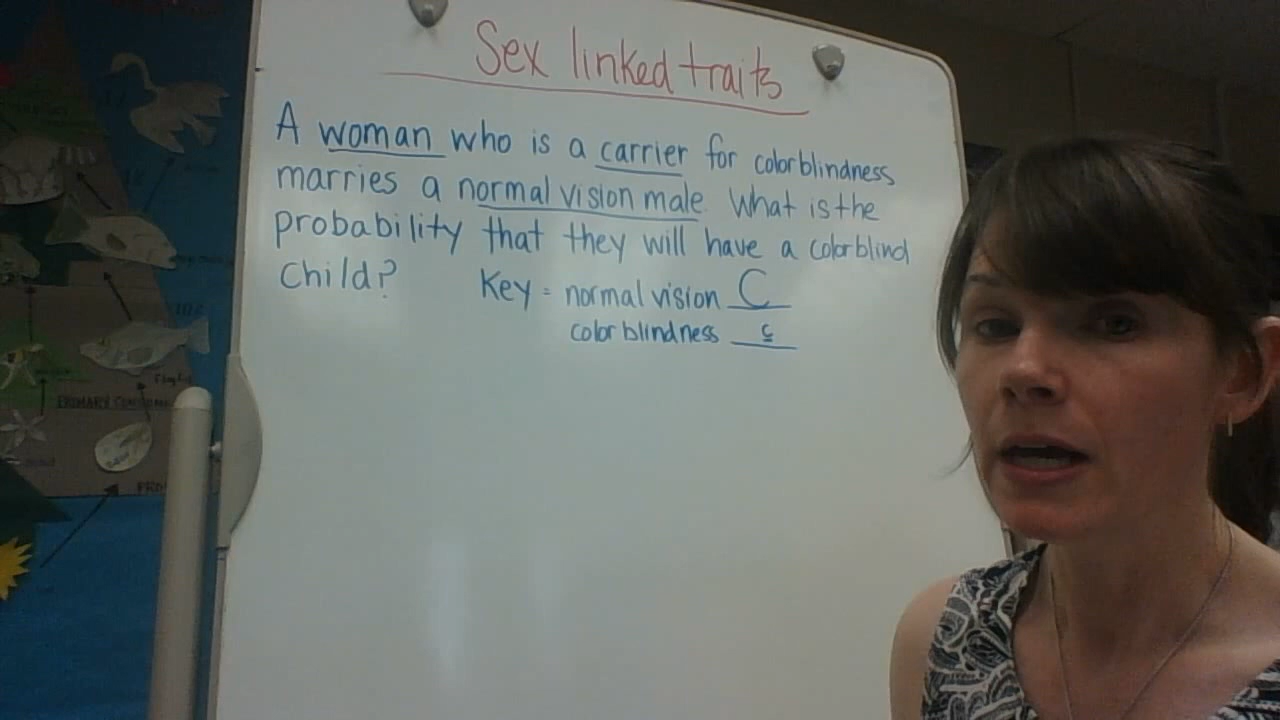 Sex linked traits
A woman who is a carrier for colorblindness
marries a normal vision male. What is the
probability that they will have a colorblind
child?
Key = normal vision C
colorblindness c